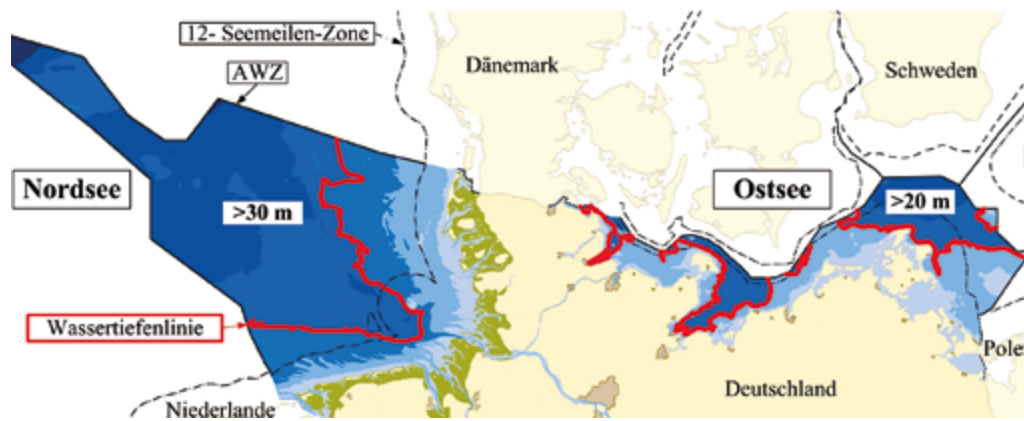 12- Seemeilen-Zone
Dänemark
AWZ
Schweden
Nordsee
Ostsee
>30 m
>20 m
Wassertiefenlinie
Pole
Deutschland
Niederlande